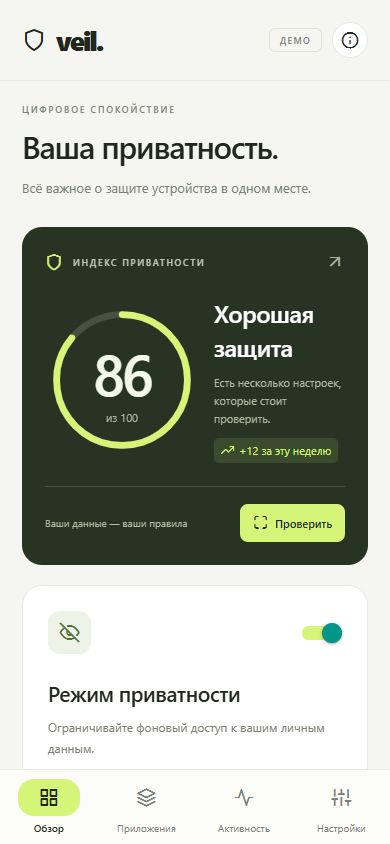 veil.
ДЕМО
ЦИФРОВОЕ СПОКОЙСТВИЕ
Ваша приватность.
Всё важное о защите устройства в одном месте.
ИНДЕКС ПРИВАТНОСТИ
86
из 100
Хорошая
защита
Есть несколько настроек,
которые стоит
проверить.
+12 за эту неделю
Ваши данные — ваши правила
Проверить
Режим приватности
Ограничивайте фоновый доступ к вашим личным
данным.
Обзор
Приложения
Активность
Настройки